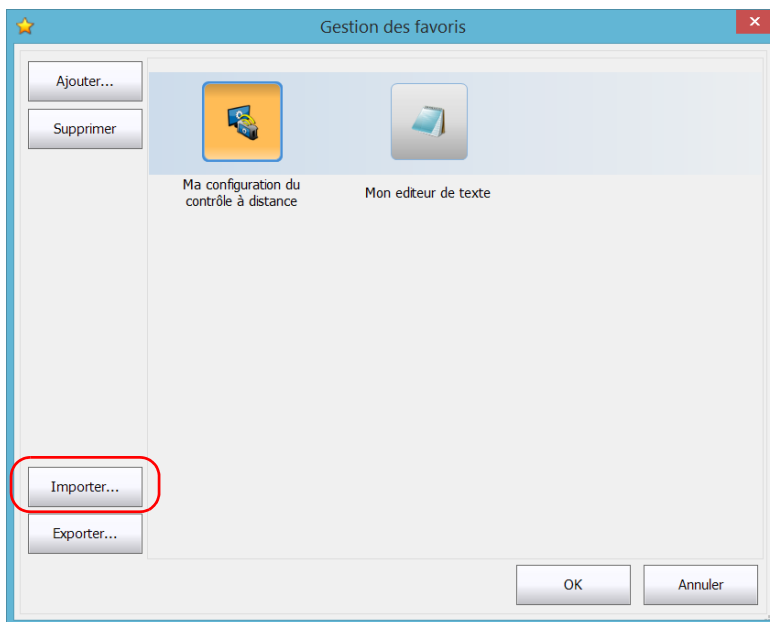 Gestion des favoris
Ajouter...
Supprimer
Ma configuration du
contrôle à distance
Mon editeur de texte
Importer...
Exporter...
OK
Annuler